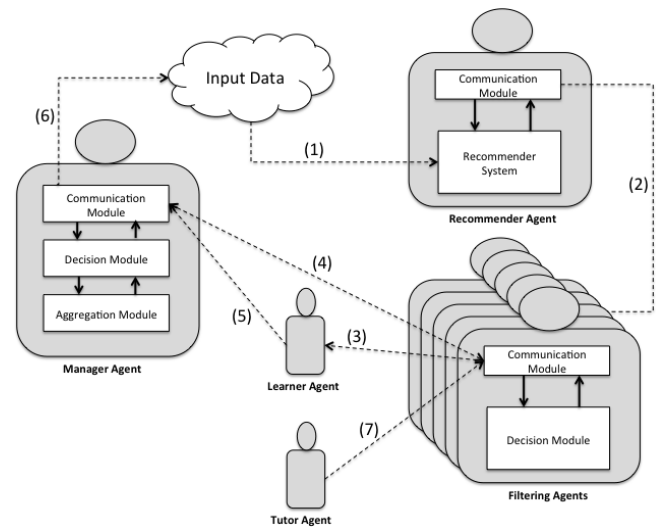 Input Data
(6)
(1)
Communication
Module
Recommender
System
Recommender Agent
(2)
Communication
Module
Decision Module
Aggregation Module
Manager Agent
(4)
(5)
(3)
Learner Agent
(7)
Tutor Agent
Communication
Module
Decision Module
Filtering Agents